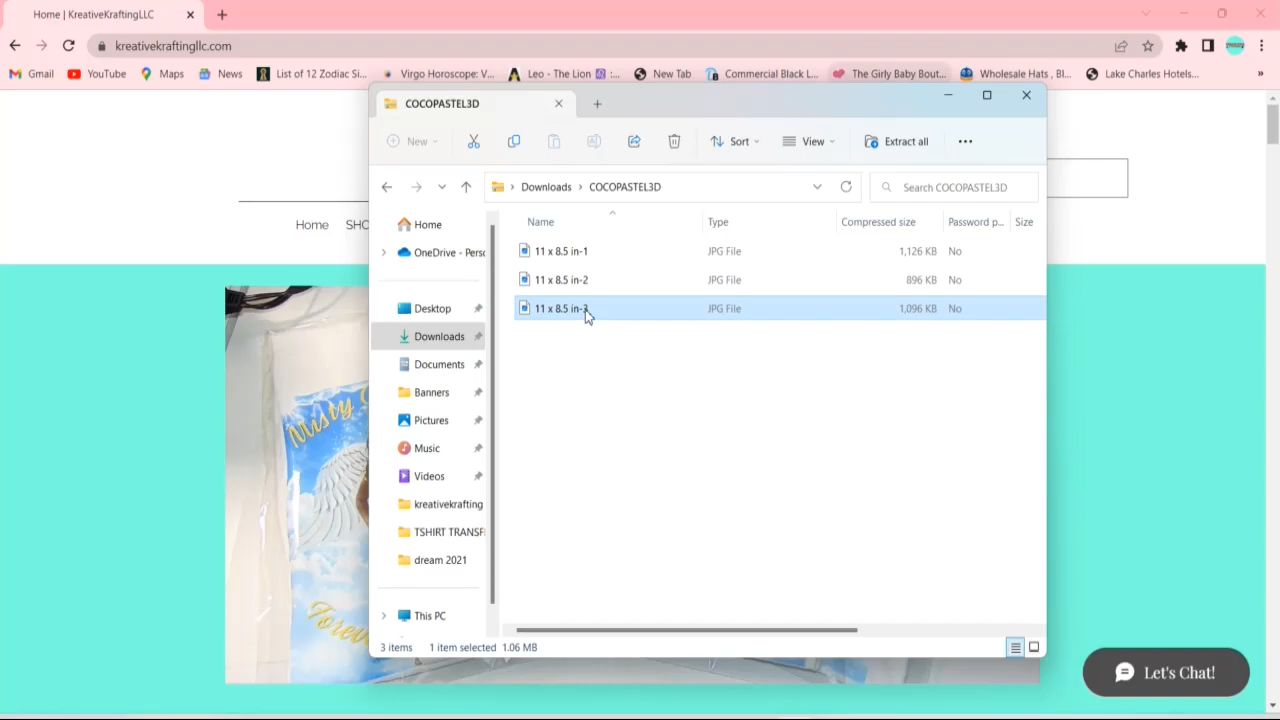 Home | KreativeKraftingLLC
kreativekraftingllc.com
Gmail YouTube Maps News List of 12 Zodiac Si... Virgo Horoscope: V... Leo - The Lion :... New Tab Commercial Black L... The Girly Baby Bout... Wholesale Hats , Bl... Lake Charles Hotels... »
COCOPASTEL3D
New Sort View Extract all
Downloads > COCOPASTEL3D Search COCOPASTEL3D
Name Type Compressed size Password p... Size
Home
11 x 8.5 in-1 JPG File 1,126 KB No
OneDrive - Perso
11 x 8.5 in-2 JPG File 896 KB No
Desktop
11 x 8.5 in-3 JPG File 1,096 KB No
Downloads
Documents
Banners
Pictures
Music
Videos
kreativekrafting
TSHIRT TRANSF
dream 2021
This PC
3 items 1 item selected 1.06 MB
Home SHO
Misty
Forev
Let's Chat!